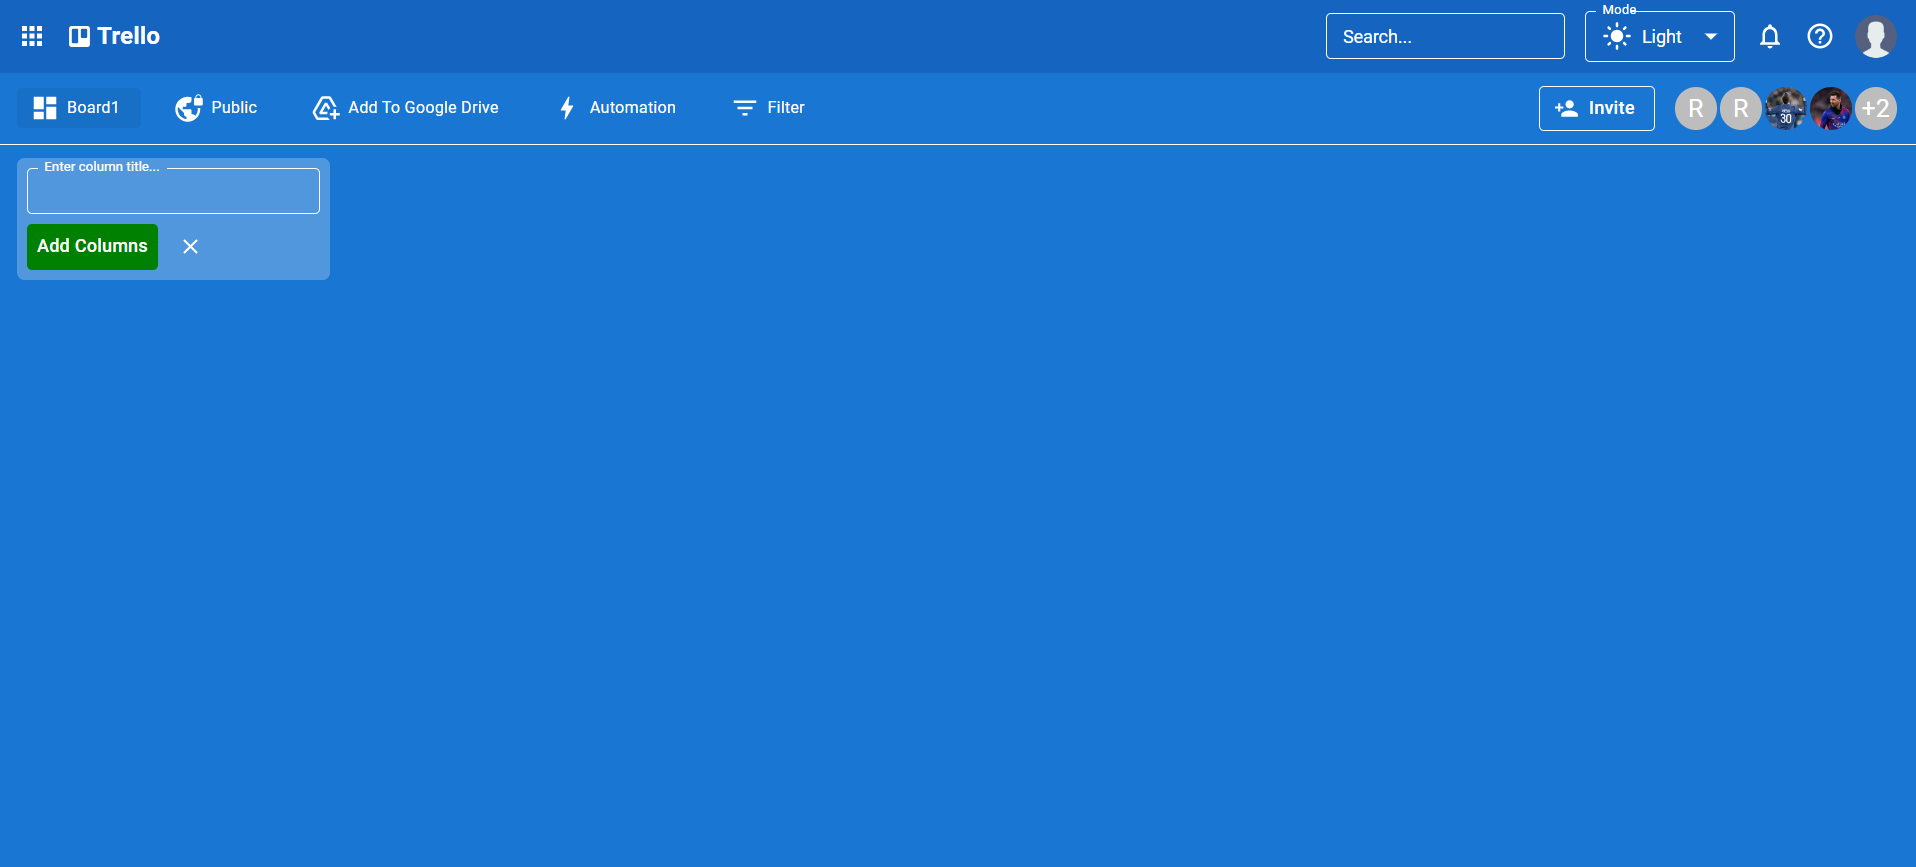 Trello
Search...
Mode
Light
Board1
Public
Add To Google Drive
Automation
Filter
Invite
R
R
30
+2
Enter column title...
Add Columns